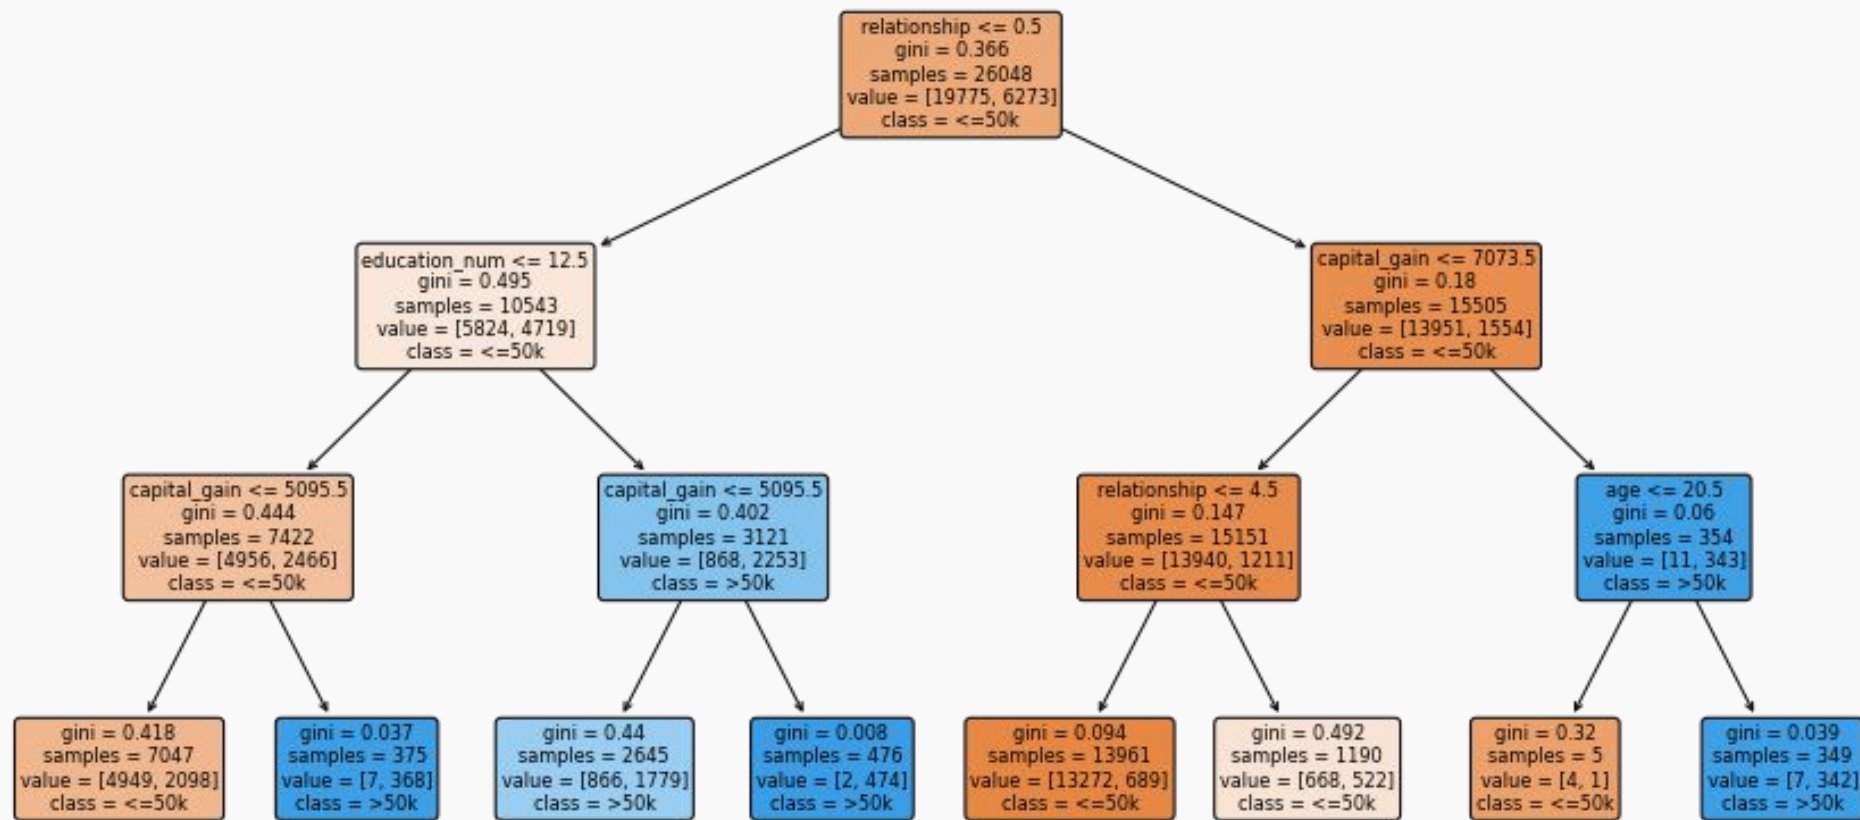 relationship <= 0.5
gini = 0.366
samples = 26048
value = [19775, 6273]
class = <=50k
education_num <= 12.5
gini = 0.495
samples = 10543
value = [5824, 4719]
class = <=50k
capital_gain <= 7073.5
gini = 0.18
samples = 15505
value = [13951, 1554]
class = <=50k
capital_gain <= 5095.5
gini = 0.444
samples = 7422
value = [4956, 2466]
class = <=50k
capital_gain <= 5095.5
gini = 0.402
samples = 3121
value = [868, 2253]
class = >50k
relationship <= 4.5
gini = 0.147
samples = 15151
value = [13940, 1211]
class = <=50k
age <= 20.5
gini = 0.06
samples = 354
value = [11, 343]
class = >50k
gini = 0.418
samples = 7047
value = [4949, 2098]
class = <=50k
gini = 0.037
samples = 375
value = [7, 368]
class = >50k
gini = 0.44
samples = 2645
value = [866, 1779]
class = >50k
gini = 0.008
samples = 476
value = [2, 474]
class = >50k
gini = 0.094
samples = 13961
value = [13272, 689]
class = <=50k
gini = 0.492
samples = 1190
value = [668, 522]
class = <=50k
gini = 0.32
samples = 5
value = [4, 1]
class = <=50k
gini = 0.039
samples = 349
value = [7, 342]
class = >50k